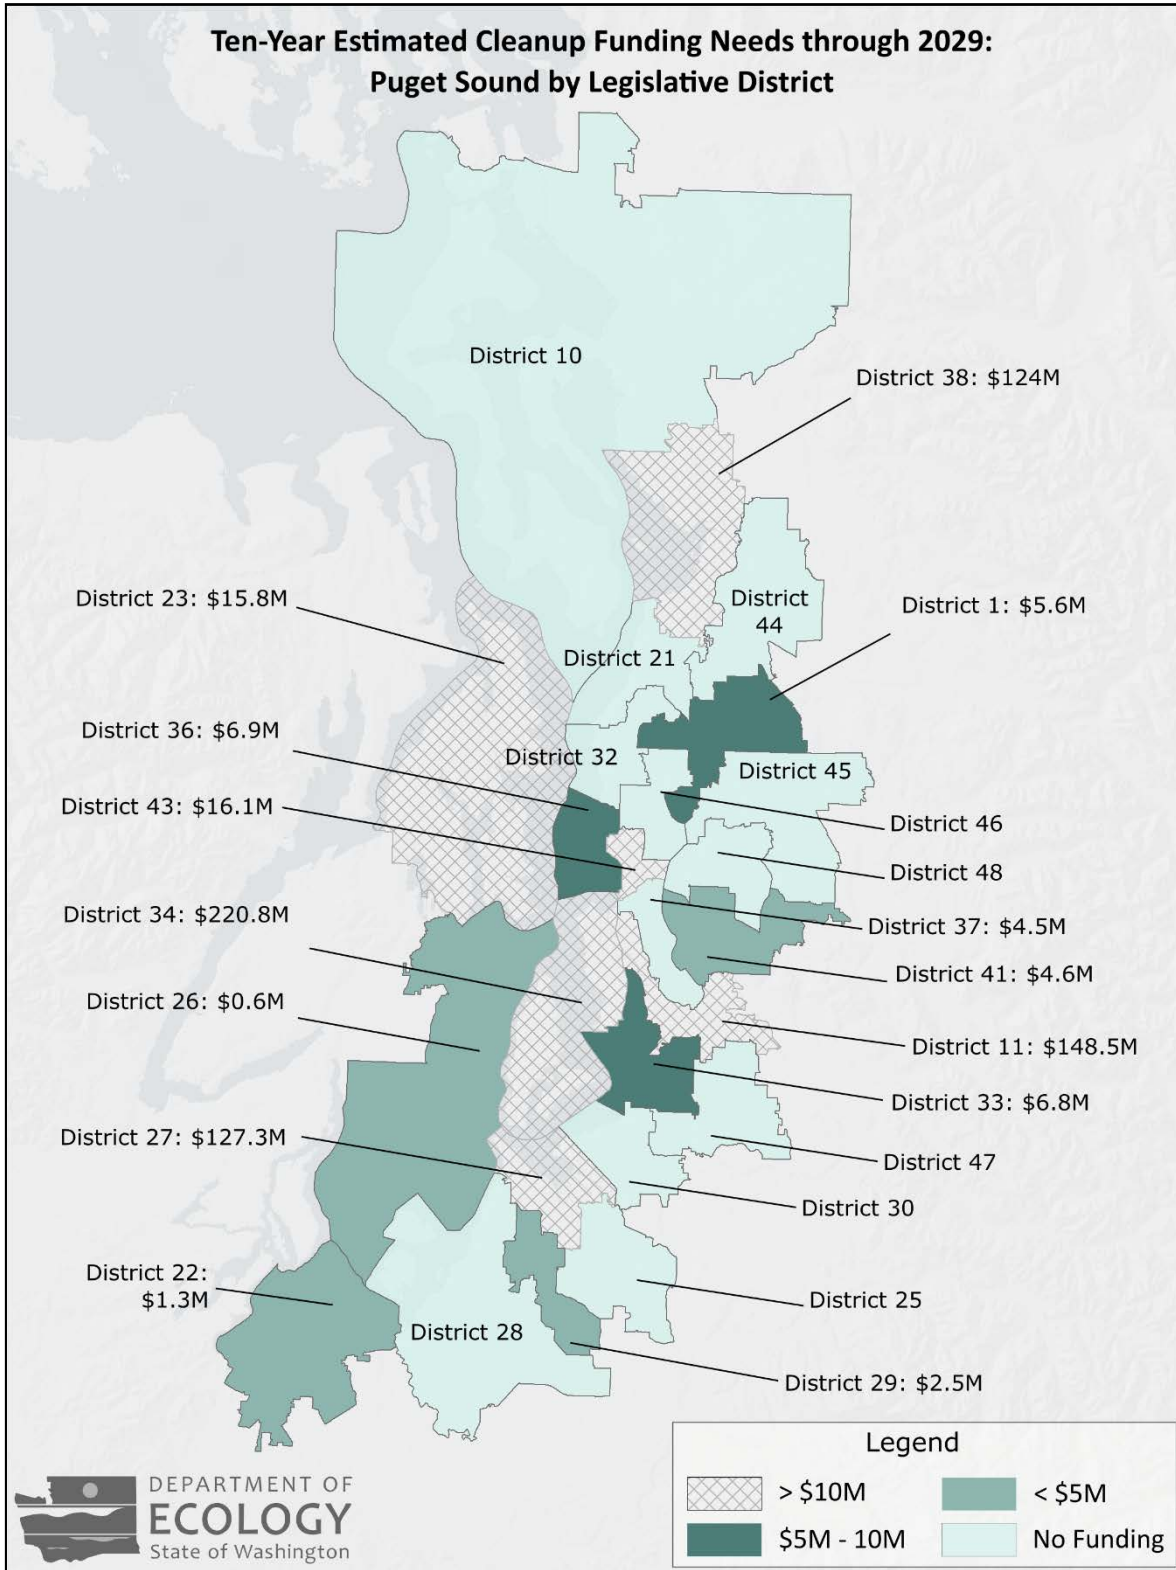 Ten-Year Estimated Cleanup Funding Needs through 2029:
Puget Sound by Legislative District
District 10
District 38: $124M
District 23: $15.8M
District
44
District 1: $5.6M
District 21
District 36: $6.9M
District 32
District 45
District 43: $16.1M
District 46
District 48
District 34: $220.8M
District 37: $4.5M
District 41: $4.6M
District 26: $0.6M
District 11: $148.5M
District 33: $6.8M
District 27: $127.3M
District 47
District 30
District 22:
$1.3M
District 25
District 28
District 29: $2.5M
Legend
> $10M
< $5M
$5M - 10M
No Funding
DEPARTMENT OF
ECOLOGY
State of Washington